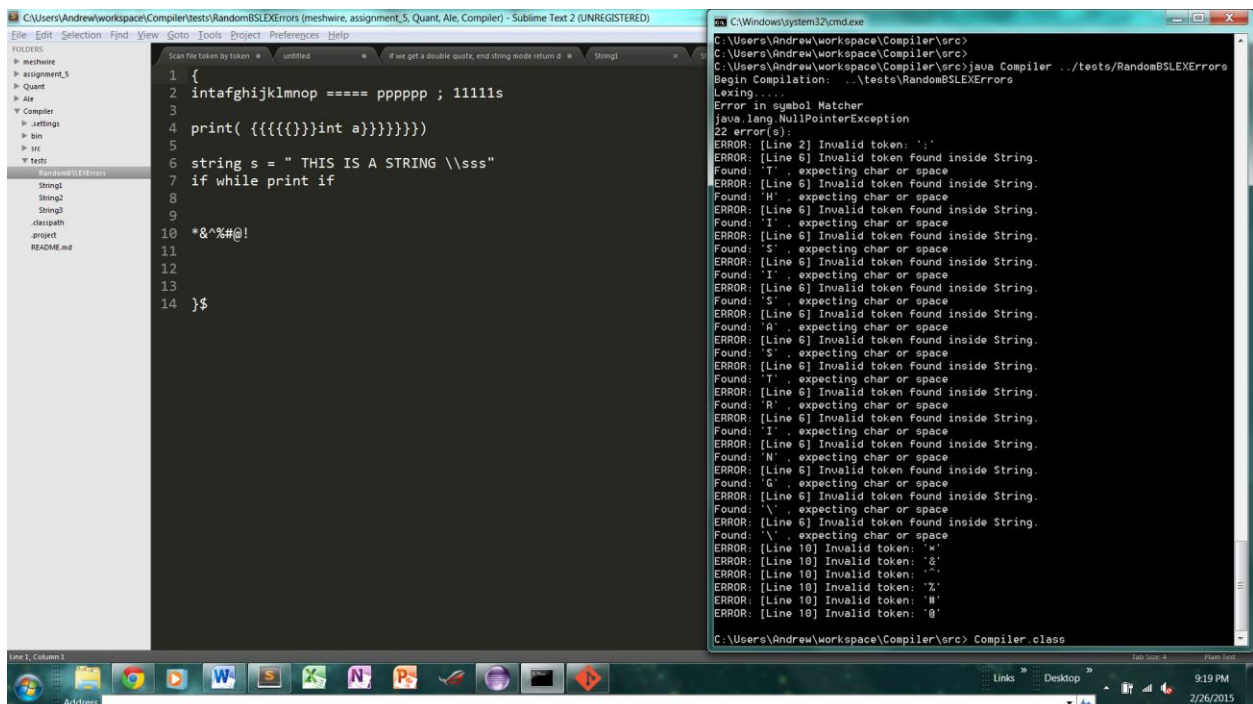 C:\Users\Andrew\workspace\Compiler\tests\RandomBSLEXErrors (meshwire, assignment_5, Quant, Ale, Compiler) - Sublime Text 2 (UNREGISTERED)
File Edit Selection Find View Goto Tools Project Preferences Help
FOLDERS
meshwire
assignment_5
Quant
Ale
Compiler
.settings
bin
src
tests
RandomBSLEXErrors
String1
String2
String3
.classpath
.project
README.md
Scan file token by token
untitled
If we get a double quote, end string mode return d
String1
1 {
2 intafghijklmnop ===== pppppp ; 11111s
3
4 print( {{{{{}}}int a}}}}}}})
5
6 string s = " THIS IS A STRING \\sss"
7 if while print if
8
9
10 *&^%#@!
11
12
13
14 }$
Line 1, Column 1
Tab Size: 4 Plain Text
C:\Windows\system32\cmd.exe
C:\Users\Andrew\workspace\Compiler\src>
C:\Users\Andrew\workspace\Compiler\src>
C:\Users\Andrew\workspace\Compiler\src>java Compiler ../tests/RandomBSLEXErrors
Begin Compilation: ..\tests\RandomBSLEXErrors
Lexing.....
Error in symbol Matcher
java.lang.NullPointerException
22 error(s):
ERROR: [Line 2] Invalid token: ';'
ERROR: [Line 6] Invalid token found inside String.
Found: 'T' , expecting char or space
ERROR: [Line 6] Invalid token found inside String.
Found: 'H' , expecting char or space
ERROR: [Line 6] Invalid token found inside String.
Found: 'I' , expecting char or space
ERROR: [Line 6] Invalid token found inside String.
Found: 'S' , expecting char or space
ERROR: [Line 6] Invalid token found inside String.
Found: 'I' , expecting char or space
ERROR: [Line 6] Invalid token found inside String.
Found: 'S' , expecting char or space
ERROR: [Line 6] Invalid token found inside String.
Found: 'A' , expecting char or space
ERROR: [Line 6] Invalid token found inside String.
Found: 'S' , expecting char or space
ERROR: [Line 6] Invalid token found inside String.
Found: 'T' , expecting char or space
ERROR: [Line 6] Invalid token found inside String.
Found: 'R' , expecting char or space
ERROR: [Line 6] Invalid token found inside String.
Found: 'I' , expecting char or space
ERROR: [Line 6] Invalid token found inside String.
Found: 'N' , expecting char or space
ERROR: [Line 6] Invalid token found inside String.
Found: 'G' , expecting char or space
ERROR: [Line 6] Invalid token found inside String.
Found: '\' , expecting char or space
ERROR: [Line 6] Invalid token found inside String.
Found: '\' , expecting char or space
ERROR: [Line 10] Invalid token: '*'
ERROR: [Line 10] Invalid token: '&'
ERROR: [Line 10] Invalid token: '^'
ERROR: [Line 10] Invalid token: '%'
ERROR: [Line 10] Invalid token: '#'
ERROR: [Line 10] Invalid token: '@'
C:\Users\Andrew\workspace\Compiler\src> Compiler.class
Links
Desktop
9:19 PM
2/26/2015
Address